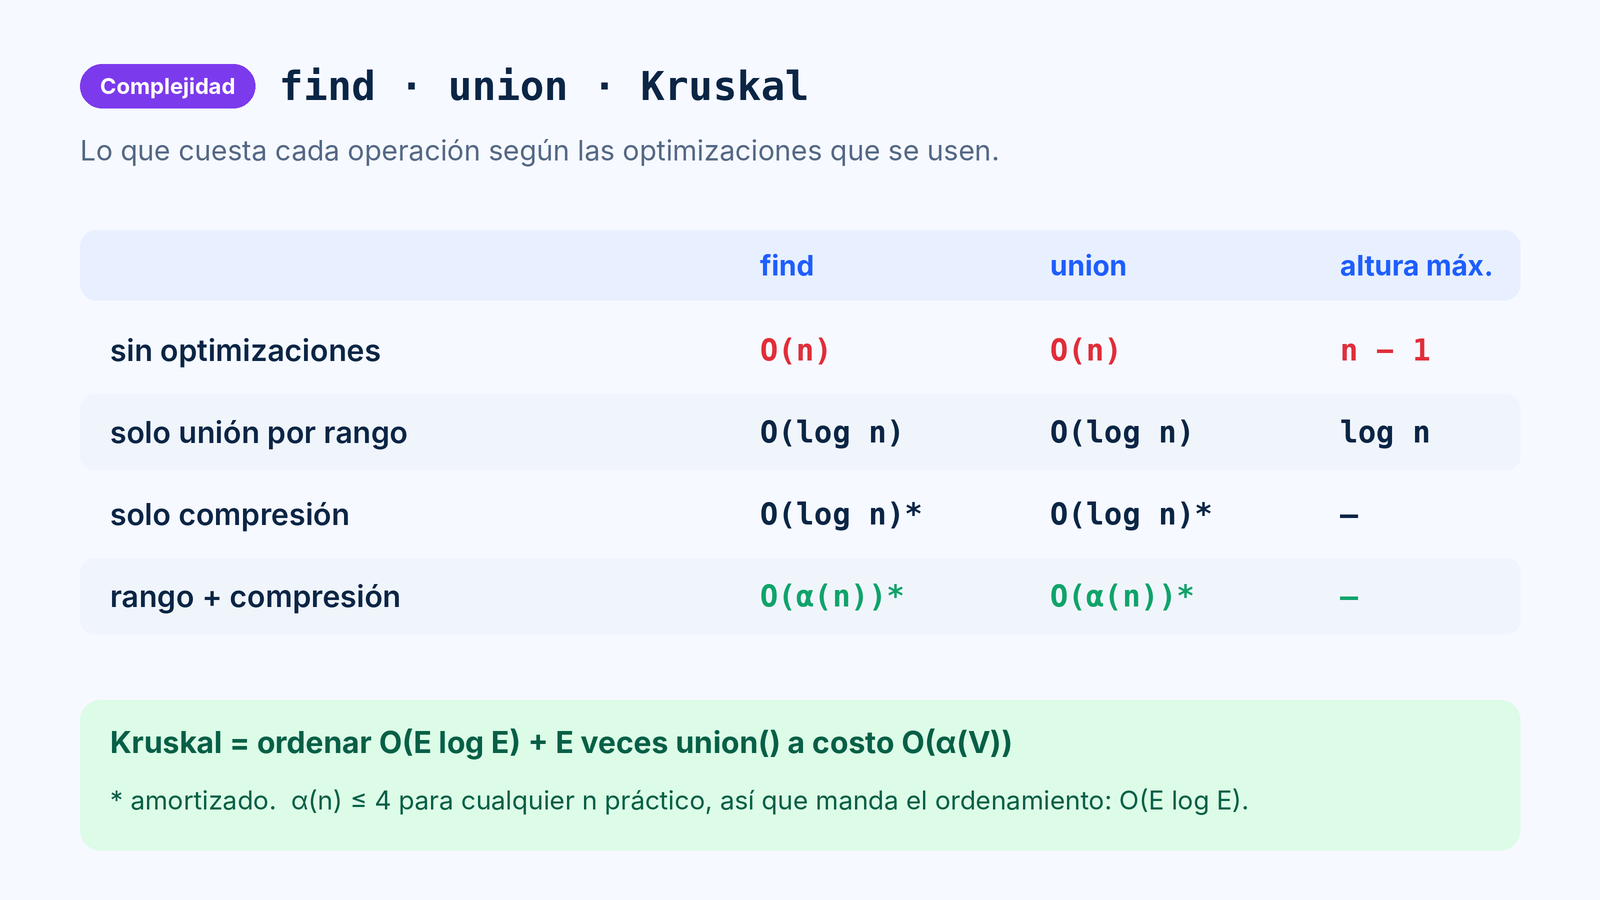 Complejidad find · union · Kruskal
Lo que cuesta cada operación según las optimizaciones que se usen.
find union altura máx.
sin optimizaciones O(n) O(n) n − 1
solo unión por rango O(log n) O(log n) log n
solo compresión O(log n)* O(log n)* —
rango + compresión O(α(n))* O(α(n))* —
Kruskal = ordenar O(E log E) + E veces union() a costo O(α(V))
* amortizado. α(n) ≤ 4 para cualquier n práctico, así que manda el ordenamiento: O(E log E).